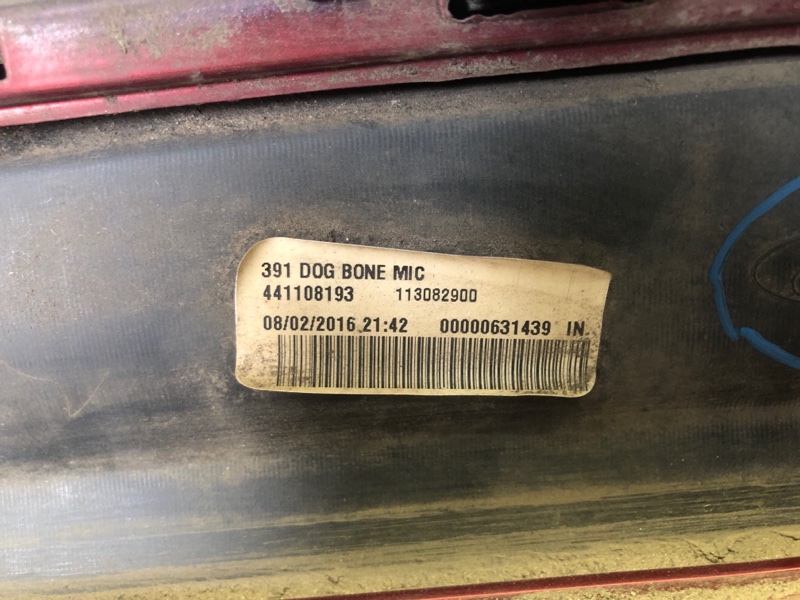 391 DOG BONE MIC
441108193 113082900
08/02/2016 21:42 00000631439 IN